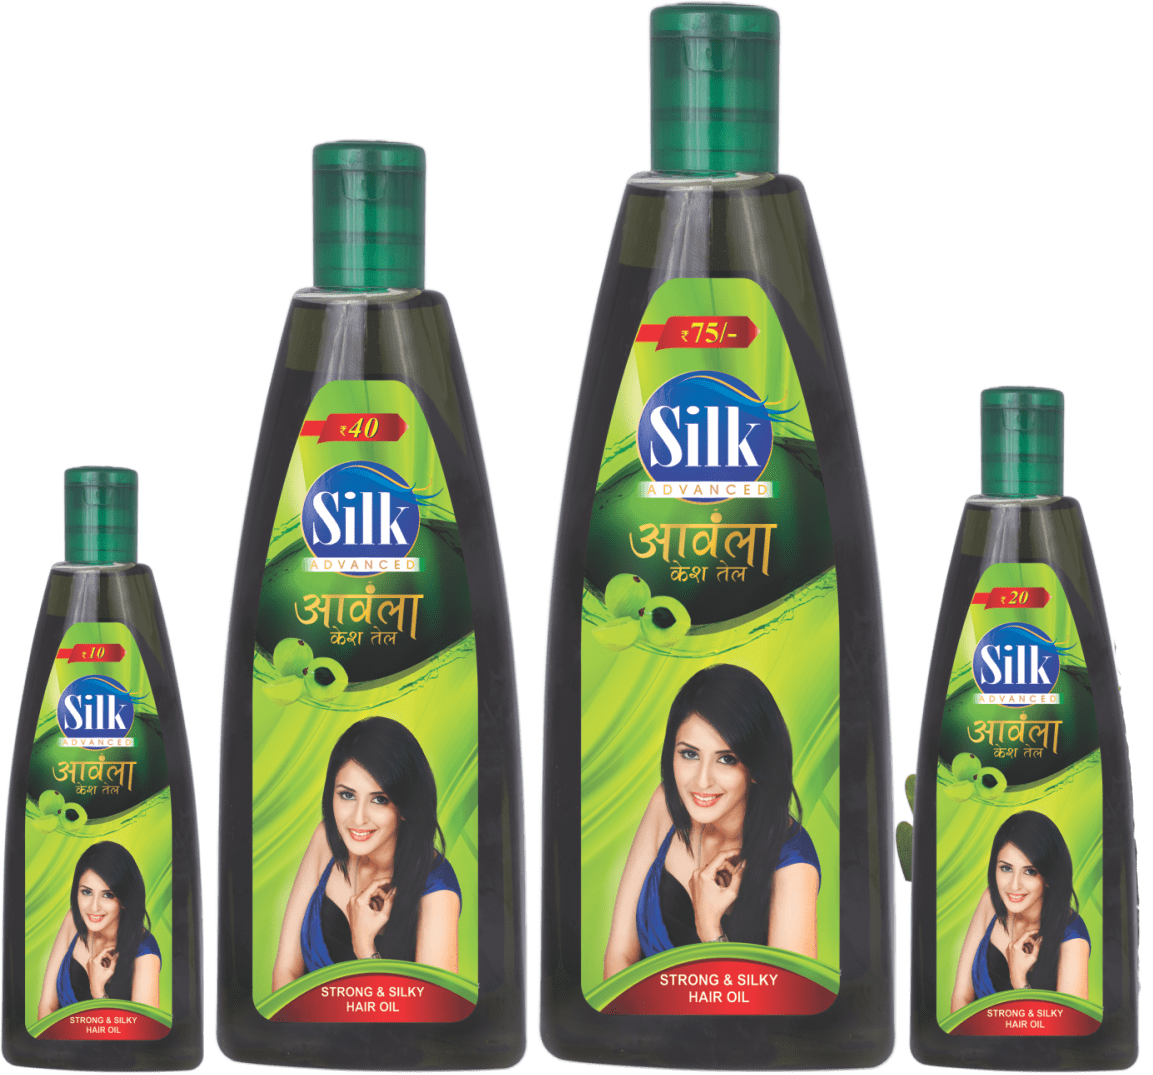 ₹10
Silk
ADVANCED
आवंला
केश तेल
STRONG & SILKY
HAIR OIL
₹40
Silk
ADVANCED
आवंला
केश तेल
STRONG & SILKY
HAIR OIL
₹75/-
Silk
ADVANCED
आवंला
केश तेल
STRONG & SILKY
HAIR OIL
₹20
Silk
ADVANCED
आवंला
केश तेल
STRONG & SILKY
HAIR OIL